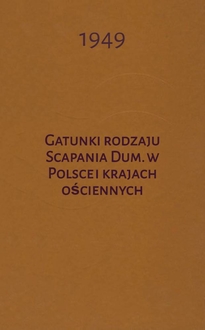 1949
Gatunki rodzaju
Scapania Dum. w
Polsce i krajach
ościennych